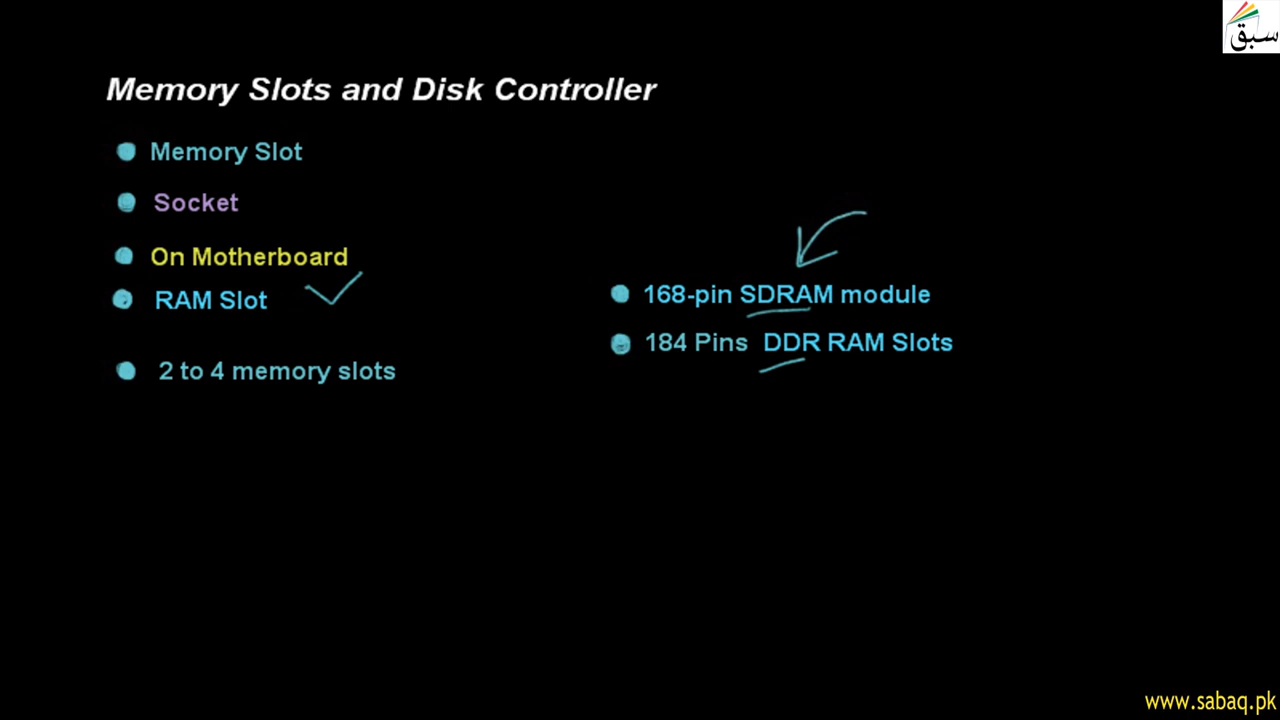 سبق
Memory Slots and Disk Controller
Memory Slot
Socket
On Motherboard
RAM Slot
2 to 4 memory slots
168-pin SDRAM module
184 Pins DDR RAM Slots
www.sabaq.pk